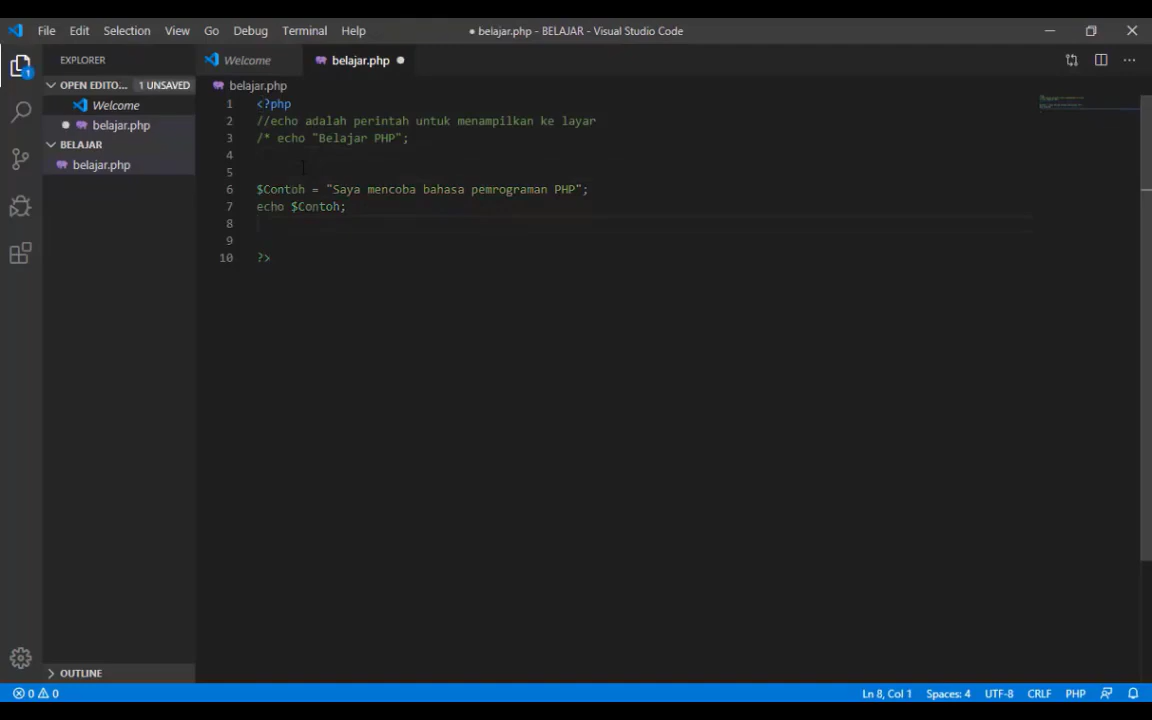 File Edit Selection View Go Debug Terminal Help
● belajar.php - BELAJAR - Visual Studio Code
EXPLORER
OPEN EDITO... 1 UNSAVED
Welcome
belajar.php
BELAJAR
belajar.php
OUTLINE
1
Welcome
belajar.php
belajar.php
1 <?php
2 //echo adalah perintah untuk menampilkan ke layar
3 /* echo "Belajar PHP";
4
5
6 $Contoh = "Saya mencoba bahasa pemrograman PHP";
7 echo $Contoh;
8
9
10 ?>
0 0
Ln 8, Col 1 Spaces: 4 UTF-8 CRLF PHP